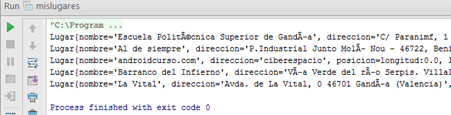 Run mislugares
"C:\Program ...
Lugar{nombre='Escuela PolitÃ©cnica Superior de GandÃ-a', direccion='C/ Paranimf, 1
Lugar{nombre='Al de siempre', direccion='P.Industrial Junto MolÃ- Nou - 46722, Beni
Lugar{nombre='androidcurso.com', direccion='ciberespacio', posicion=longitud:0.0, l
Lugar{nombre='Barranco del Infierno', direccion='VÃ-a Verde del rÃ-o Serpis. Villal
Lugar{nombre='La Vital', direccion='Avda. de La Vital, 0 46701 GandÃ-a (Valencia)',
Process finished with exit code 0